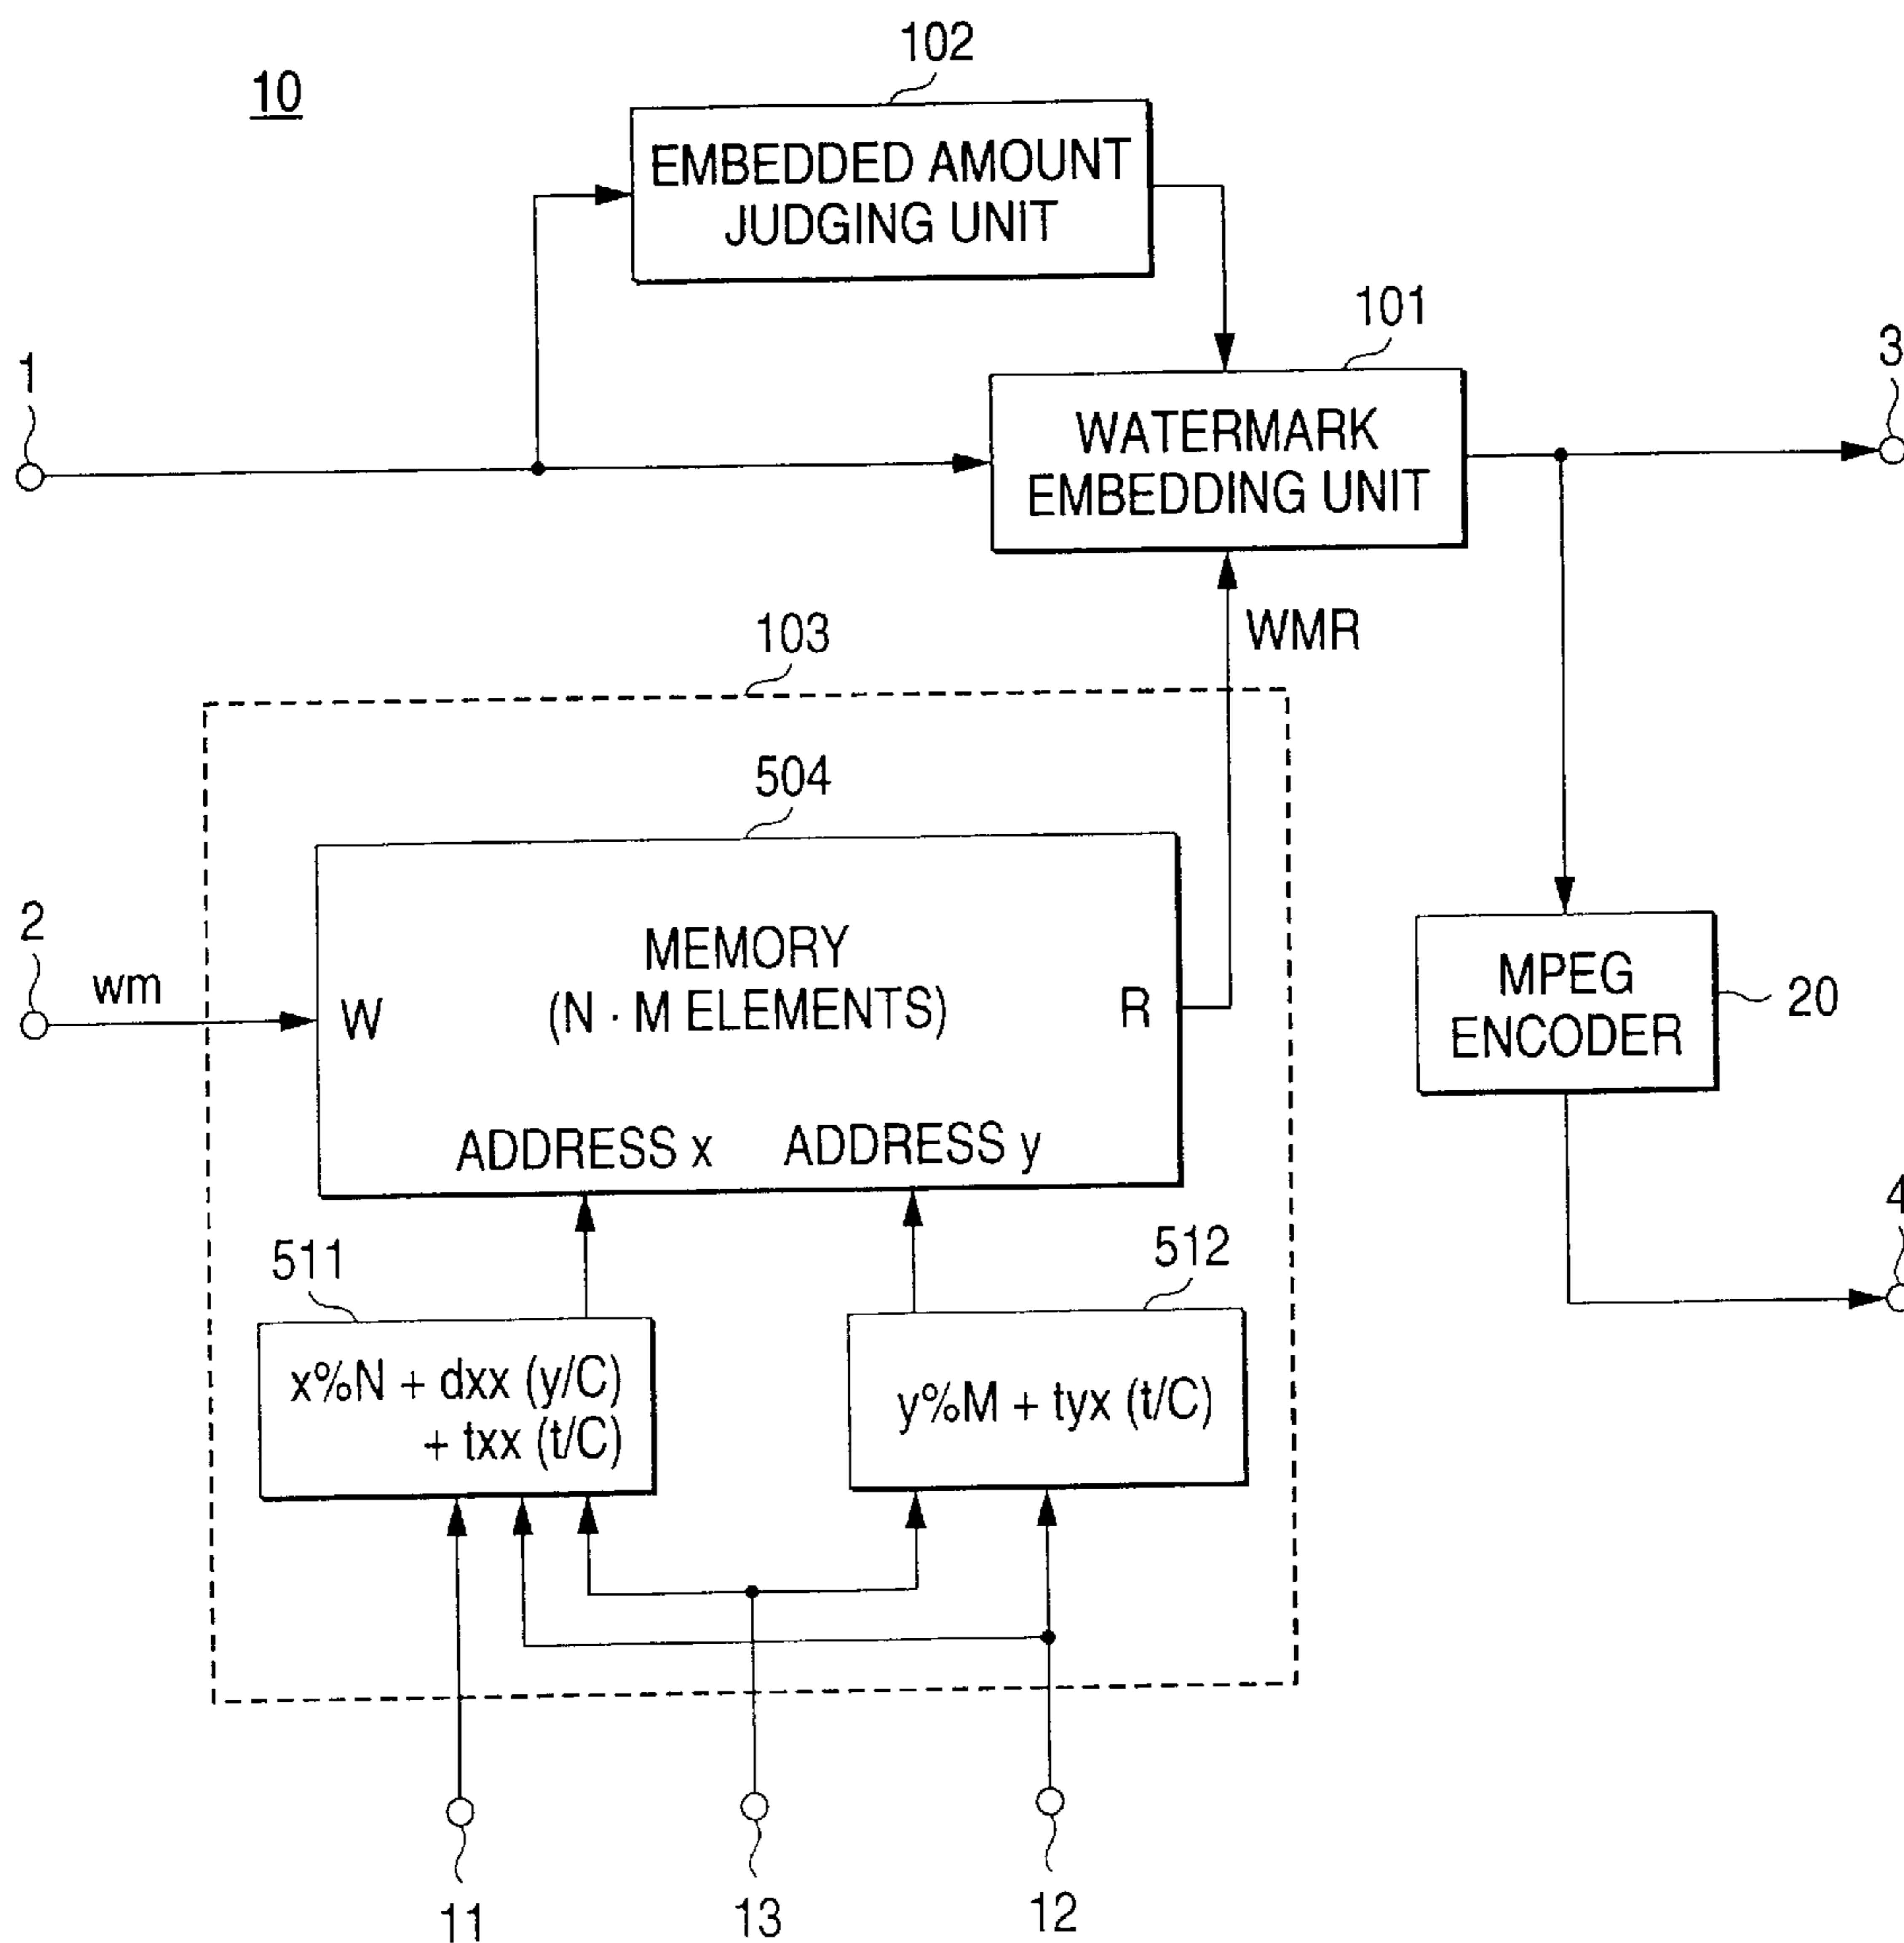 10
102
EMBEDDED AMOUNT
JUDGING UNIT
101
1
3
WATERMARK
EMBEDDING UNIT
103
WMR
504
2
wm
MEMORY
(N · M ELEMENTS)
W
R
ADDRESS x
ADDRESS y
MPEG
ENCODER
20
4
511
512
x%N + dxx (y/C)
+ txx (t/C)
y%M + tyx (t/C)
11
13
12